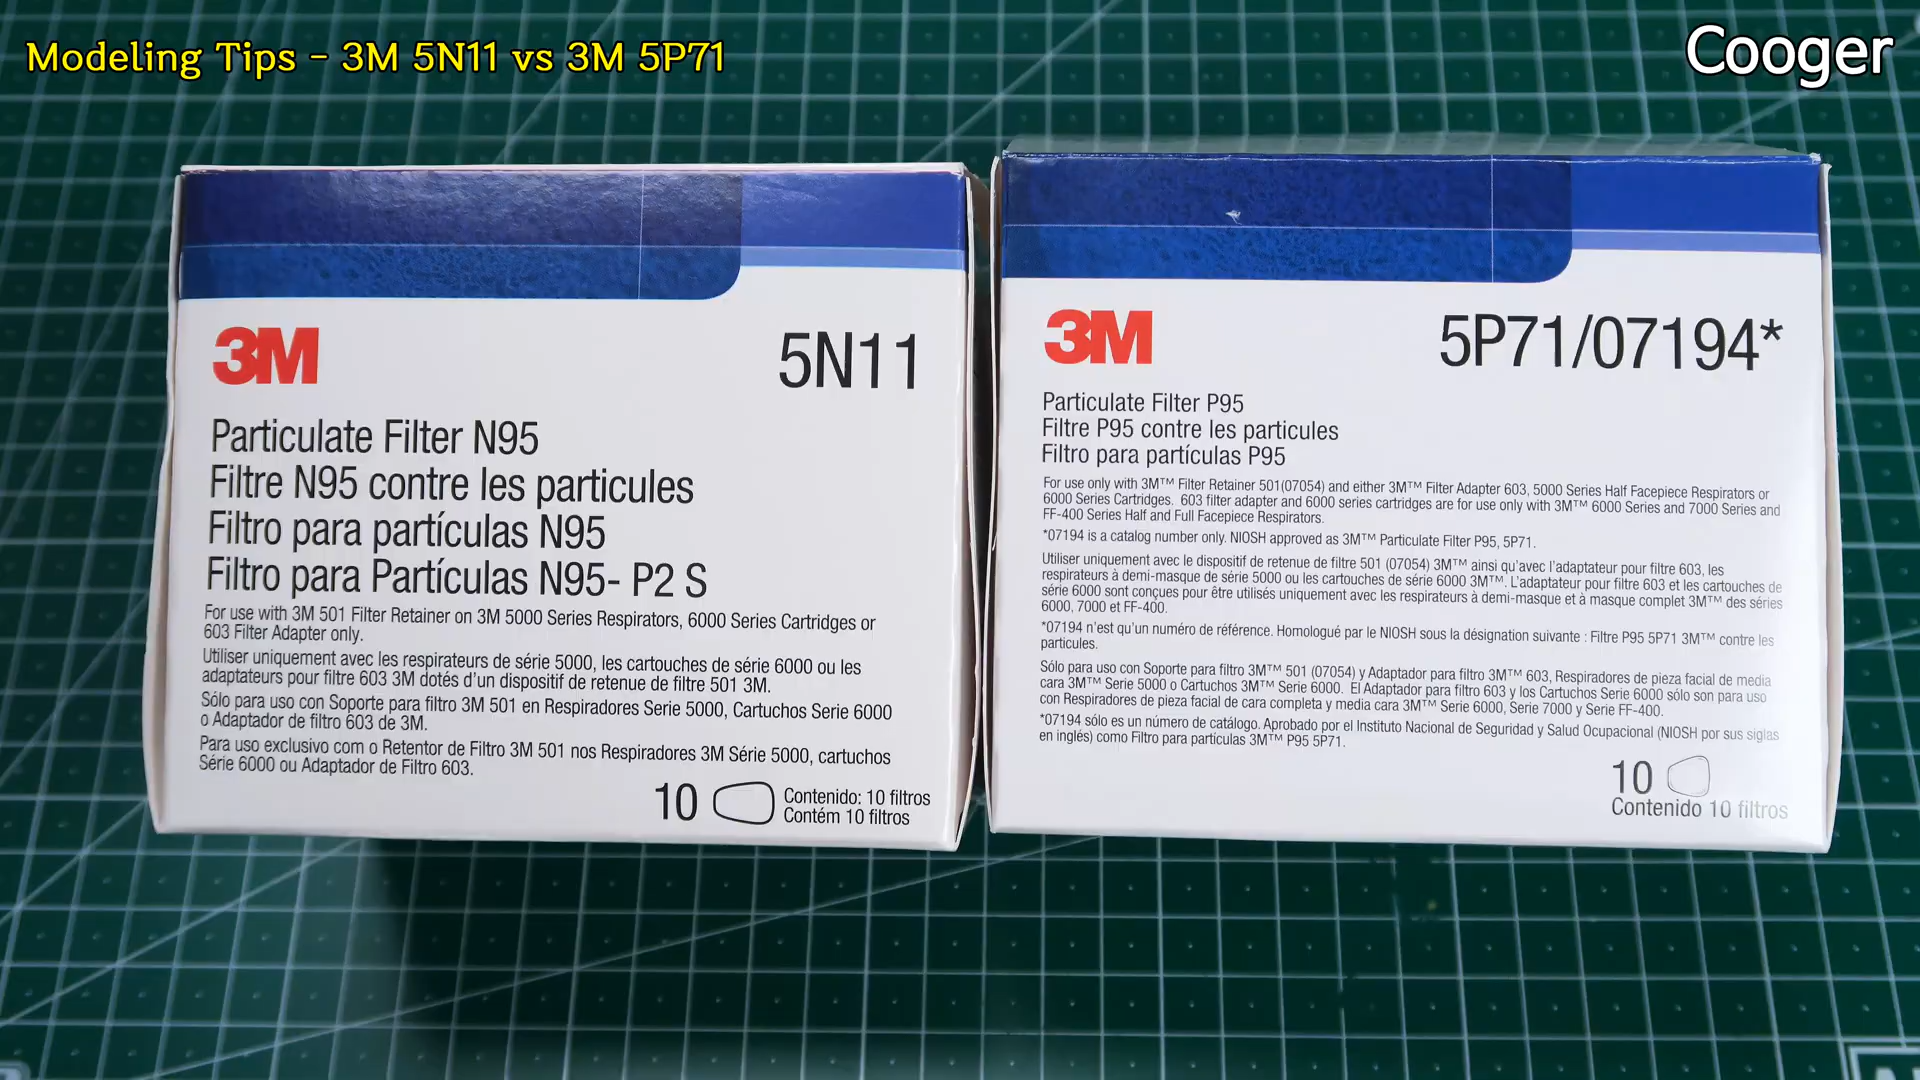 Modeling Tips - 3M 5N11 vs 3M 5P71
Cooger
3M
5N11
Particulate Filter N95
Filtre N95 contre les particules
Filtro para partículas N95
Filtro para Partículas N95- P2 S
For use with 3M 501 Filter Retainer on 3M 5000 Series Respirators, 6000 Series Cartridges or
603 Filter Adapter only.
Utiliser uniquement avec les respirateurs de série 5000, les cartouches de série 6000 ou les
adaptateurs pour filtre 603 3M dotés d'un dispositif de retenue de filtre 501 3M.
Sólo para uso con Soporte para filtro 3M 501 en Respiradores Serie 5000, Cartuchos Serie 6000
o Adaptador de filtro 603 de 3M.
Para uso exclusivo com o Retentor de Filtro 3M 501 nos Respiradores 3M Série 5000, cartuchos
Série 6000 ou Adaptador de Filtro 603.
10
Contenido: 10 filtros
Contém 10 filtros
3M
5P71/07194*
Particulate Filter P95
Filtre P95 contre les particules
Filtro para partículas P95
For use only with 3M™ Filter Retainer 501(07054) and either 3M™ Filter Adapter 603, 5000 Series Half Facepiece Respirators or
6000 Series Cartridges. 603 filter adapter and 6000 series cartridges are for use only with 3M™ 6000 Series and 7000 Series and
FF-400 Series Half and Full Facepiece Respirators.
*07194 is a catalog number only. NIOSH approved as 3M™ Particulate Filter P95, 5P71.
Utiliser uniquement avec le dispositif de retenue de filtre 501 (07054) 3M™ ainsi qu'avec l'adaptateur pour filtre 603, les
respirateurs à demi-masque de série 5000 ou les cartouches de série 6000 3M™. L'adaptateur pour filtre 603 et les cartouches de
série 6000 sont conçues pour être utilisés uniquement avec les respirateurs à demi-masque et à masque complet 3M™ des séries
6000, 7000 et FF-400.
*07194 n'est qu'un numéro de référence. Homologué par le NIOSH sous la désignation suivante : Filtre P95 5P71 3M™ contre les
particules.
Sólo para uso con Soporte para filtro 3M™ 501 (07054) y Adaptador para filtro 3M™ 603, Respiradores de pieza facial de media
cara 3M™ Serie 5000 o Cartuchos 3M™ Serie 6000. El Adaptador para filtro 603 y los Cartuchos Serie 6000 sólo son para uso
con Respiradores de pieza facial de cara completa y media cara 3M™ Serie 6000, Serie 7000 y Serie FF-400.
*07194 sólo es un número de catálogo. Aprobado por el Instituto Nacional de Seguridad y Salud Ocupacional (NIOSH por sus siglas
en inglés) como Filtro para partículas 3M™ P95 5P71.
10
Contenido 10 filtros